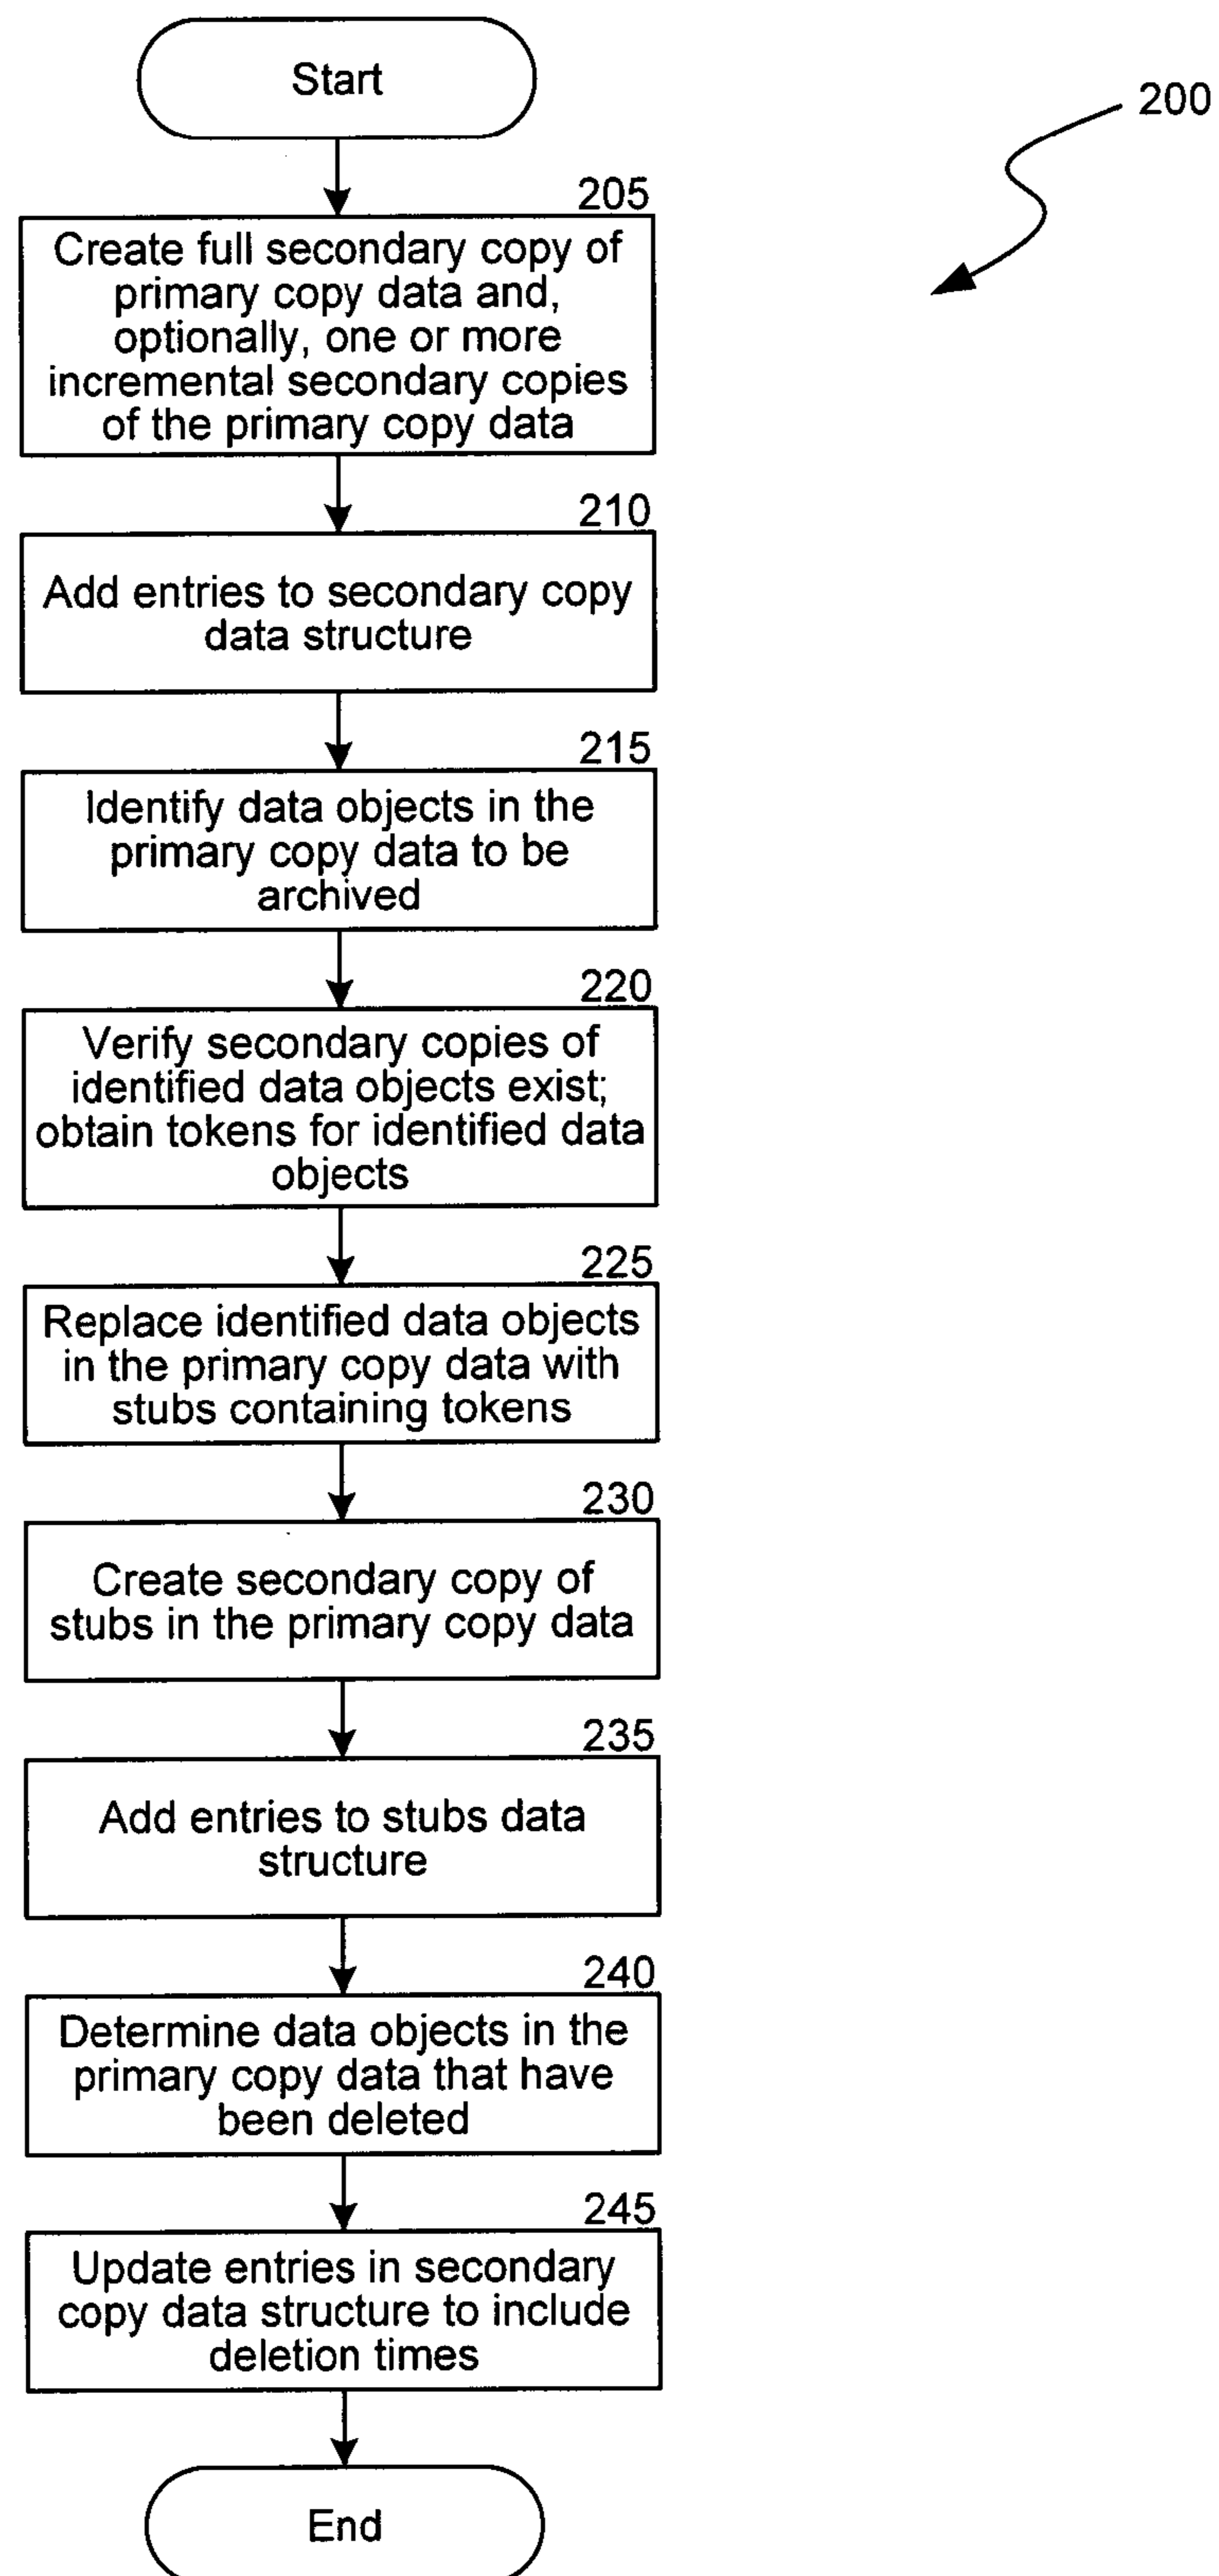 Start
200
205
Create full secondary copy of
primary copy data and,
optionally, one or more
incremental secondary copies
of the primary copy data
210
Add entries to secondary copy
data structure
215
Identify data objects in the
primary copy data to be
archived
220
Verify secondary copies of
identified data objects exist;
obtain tokens for identified data
objects
225
Replace identified data objects
in the primary copy data with
stubs containing tokens
230
Create secondary copy of
stubs in the primary copy data
235
Add entries to stubs data
structure
240
Determine data objects in the
primary copy data that have
been deleted
245
Update entries in secondary
copy data structure to include
deletion times
End